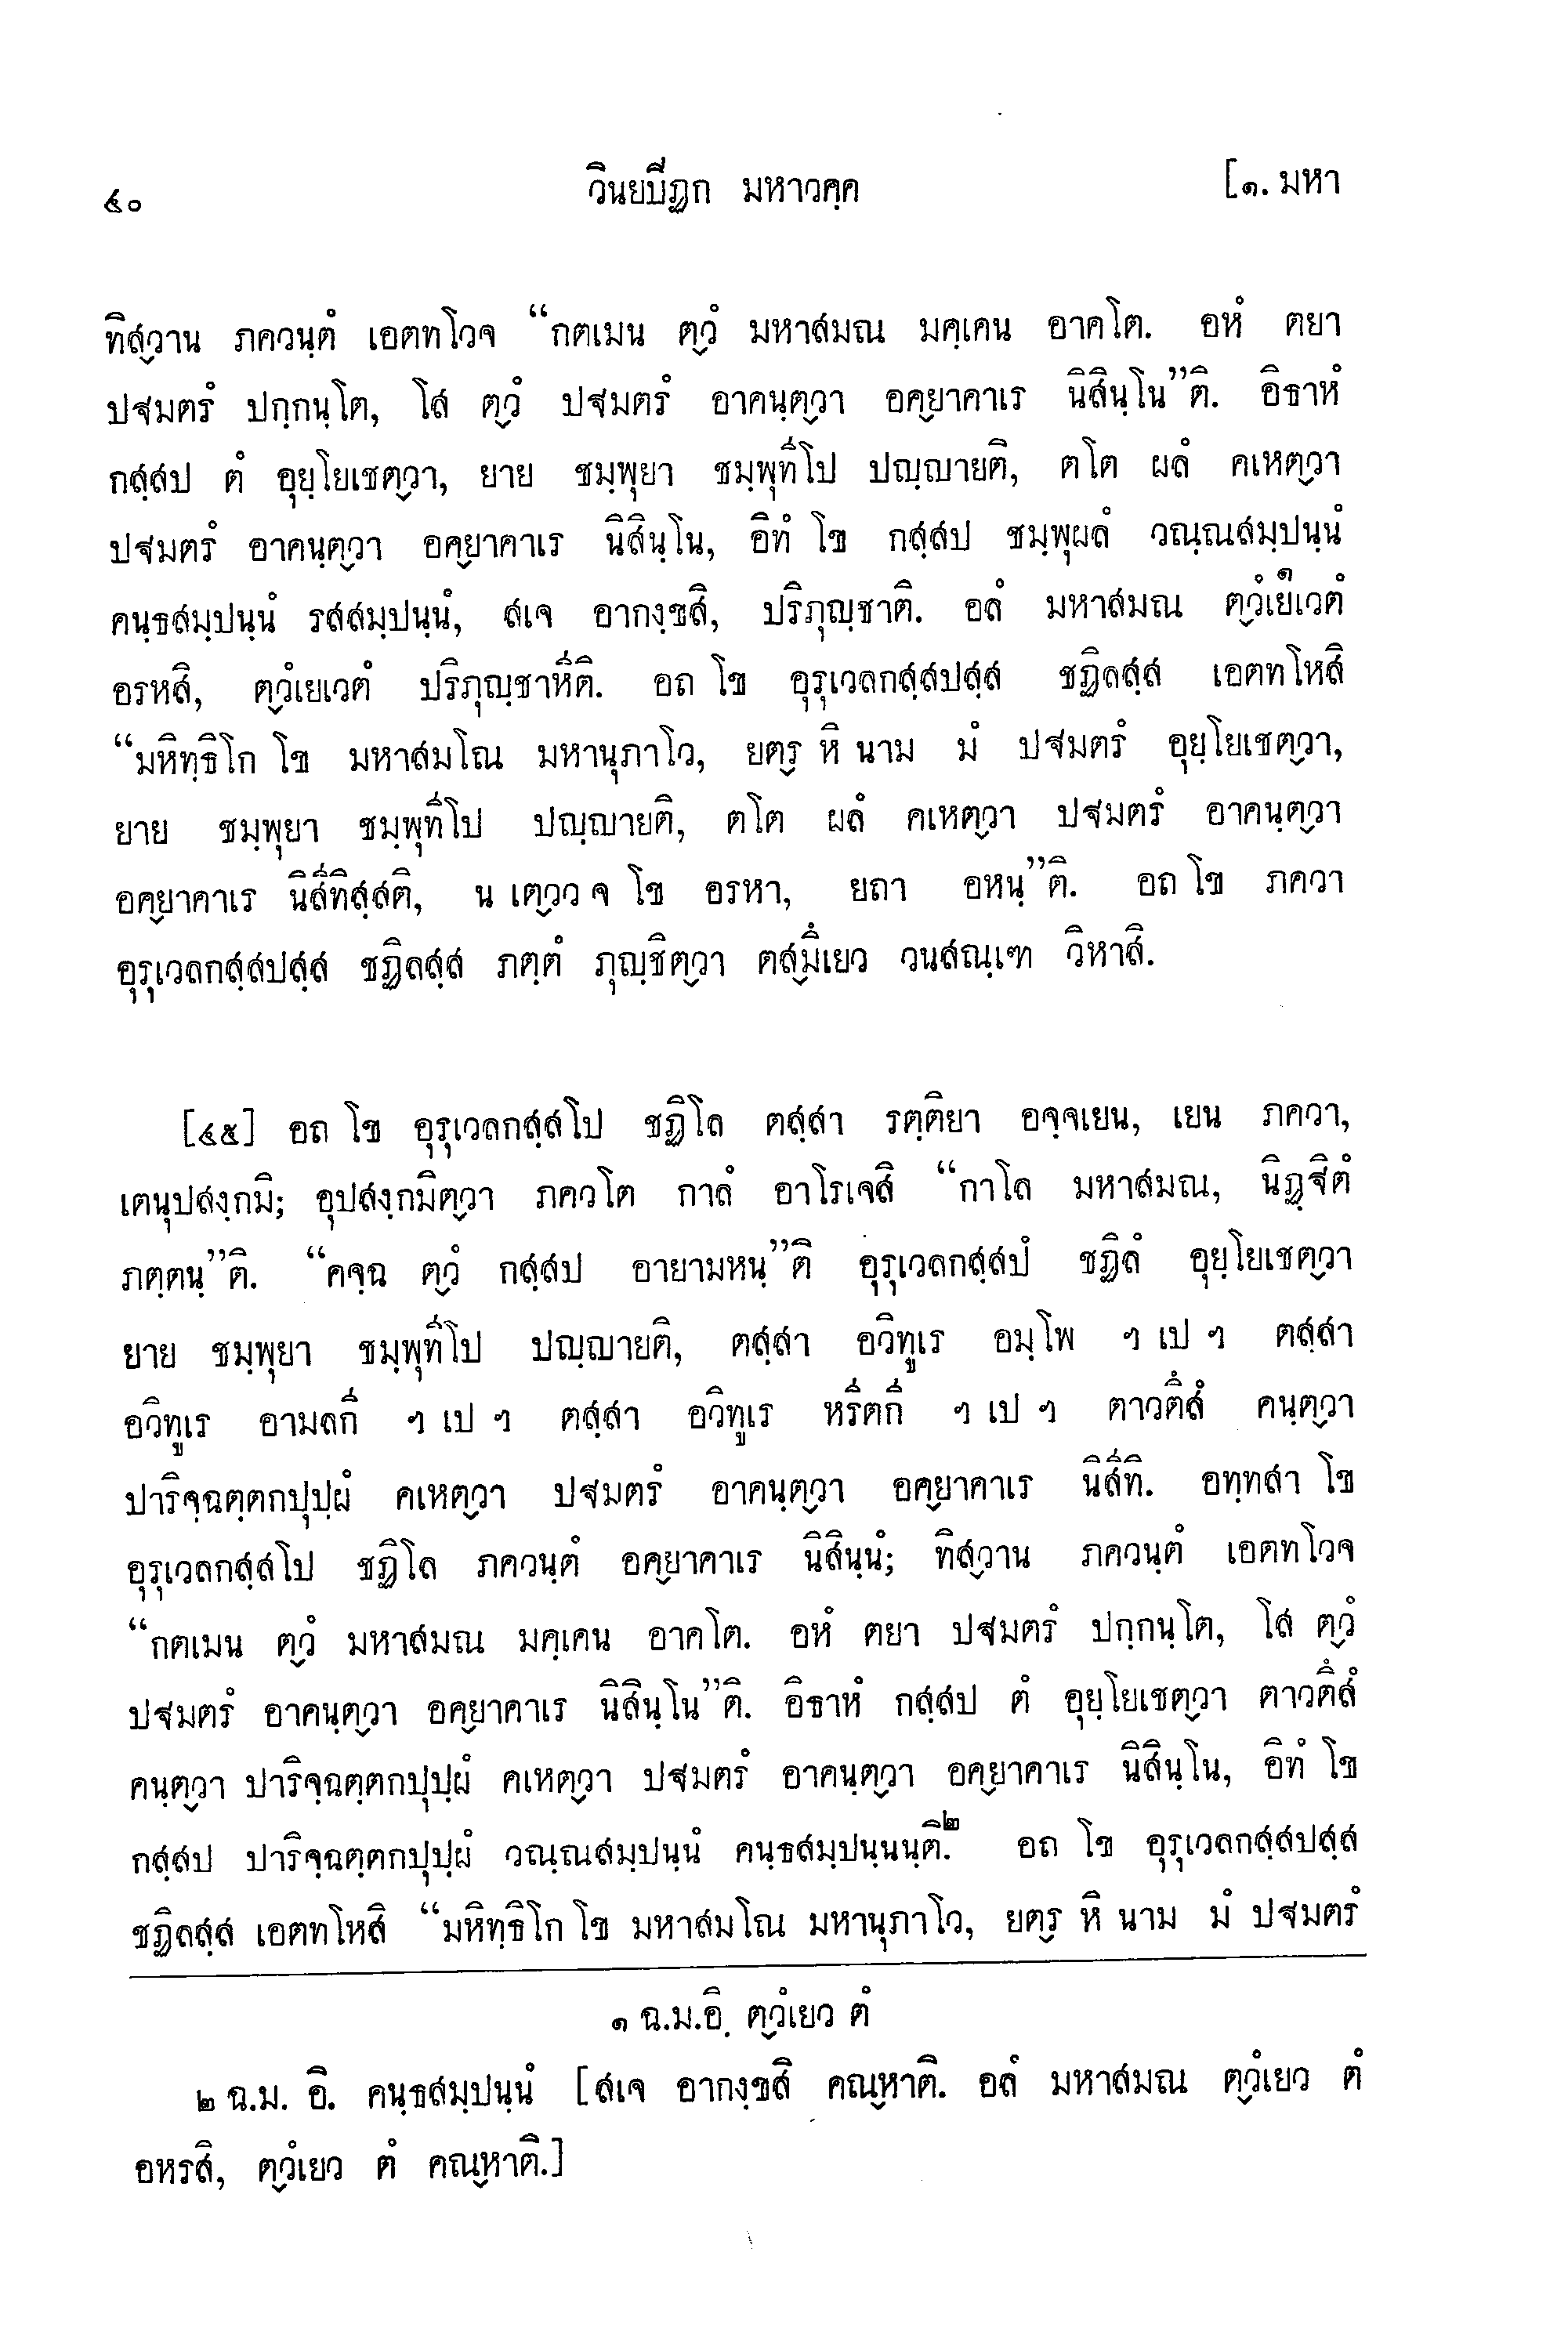 ๔๐ วินยปิฏก มหาวคฺค [๑. มหา
ทิส๎วาน ภควนฺตํ เอตทโวจ “กตเมน ต๎วํ มหาสมณ มคฺเคน อาคโต. อหํ ตยา
ปฐมตรํ ปกฺกนฺโต, โส ต๎วํ ปฐมตรํ อาคนฺต๎วา อค๎ยาคาเร นิสินฺโน”ติ. อิธาหํ
กสฺสป ตํ อุยฺโยเชต๎วา, ยาย ชมฺพุยา ชมฺพุทีโป ปญฺญายติ, ตโต ผลํ คเหต๎วา
ปฐมตรํ อาคนฺต๎วา อค๎ยาคาเร นิสินฺโน, อิทํ โข กสฺสป ชมฺพุผลํ วณฺณสมฺปนฺนํ
คนฺธสมฺปนฺนํ รสสมฺปนฺนํ, สเจ อากงฺขสิ, ปริภุญฺชาติ. อลํ มหาสมณ ต๎วํเยเวตํ๑
อรหสิ, ต๎วํเยเวตํ ปริภุญฺชาหีติ. อถ โข อุรุเวลกสฺสปสฺส ชฏิลสฺส เอตทโหสิ
“มหิทฺธิโก โข มหาสมโณ มหานุภาโว, ยต๎ร หิ นาม มํ ปฐมตรํ อุยฺโยเชต๎วา,
ยาย ชมฺพุยา ชมฺพุทีโป ปญฺญายติ, ตโต ผลํ คเหต๎วา ปฐมตรํ อาคนฺต๎วา
อค๎ยาคาเร นิสีทิสฺสติ, น เต๎วว จ โข อรหา, ยถา อหนฺ”ติ. อถ โข ภควา
อุรุเวลกสฺสปสฺส ชฏิลสฺส ภตฺตํ ภุญฺชิต๎วา ตส๎มึเยว วนสณฺเฑ วิหาสิ.
[๔๕] อถ โข อุรุเวลกสฺสโป ชฏิโล ตสฺสา รตฺติยา อจฺจเยน, เยน ภควา,
เตนุปสงฺกมิ; อุปสงฺกมิต๎วา ภควโต กาลํ อาโรเจสิ “กาโล มหาสมณ, นิฏฺฐิตํ
ภตฺตนฺ”ติ. “คจฺฉ ต๎วํ กสฺสป อายามหนฺ”ติ อุรุเวลกสฺสปํ ชฏิลํ อุยฺโยเชต๎วา
ยาย ชมฺพุยา ชมฺพุทีโป ปญฺญายติ, ตสฺสา อวิทูเร อมฺโพ ฯ เป ฯ ตสฺสา
อวิทูเร อามลกี ฯ เป ฯ ตสฺสา อวิทูเร หรีตกี ฯ เป ฯ ตาวตึสํ คนฺต๎วา
ปาริจฺฉตฺตกปุปฺผํ คเหต๎วา ปฐมตรํ อาคนฺต๎วา อค๎ยาคาเร นิสีทิ. อทฺทสา โข
อุรุเวลกสฺสโป ชฏิโล ภควนฺตํ อค๎ยาคาเร นิสินฺนํ; ทิส๎วาน ภควนฺตํ เอตทโวจ
“กตเมน ต๎วํ มหาสมณ มคฺเคน อาคโต. อหํ ตยา ปฐมตรํ ปกฺกนฺโต, โส ต๎วํ
ปฐมตรํ อาคนฺต๎วา อค๎ยาคาเร นิสินฺโน”ติ. อิธาหํ กสฺสป ตํ อุยฺโยเชต๎วา ตาวตึสํ
คนฺต๎วา ปาริจฺฉตฺตกปุปฺผํ คเหต๎วา ปฐมตรํ อาคนฺต๎วา อค๎ยาคาเร นิสินฺโน, อิทํ โข
กสฺสป ปาริจฺฉตฺตกปุปฺผํ วณฺณสมฺปนฺนํ คนฺธสมฺปนฺนนฺติ.๒ อถ โข อุรุเวลกสฺสปสฺส
ชฏิลสฺส เอตทโหสิ “มหิทฺธิโก โข มหาสมโณ มหานุภาโว, ยต๎ร หิ นาม มํ ปฐมตรํ
๑ ฉ.ม.อิ. ต๎วํเยว ตํ
๒ ฉ.ม. อิ. คนฺธสมฺปนฺนํ [สเจ อากงฺขสิ คณ๎หาติ. อลํ มหาสมณ ต๎วํเยว ตํ
อหรสิ, ต๎วํเยว ตํ คณ๎หาติ.]